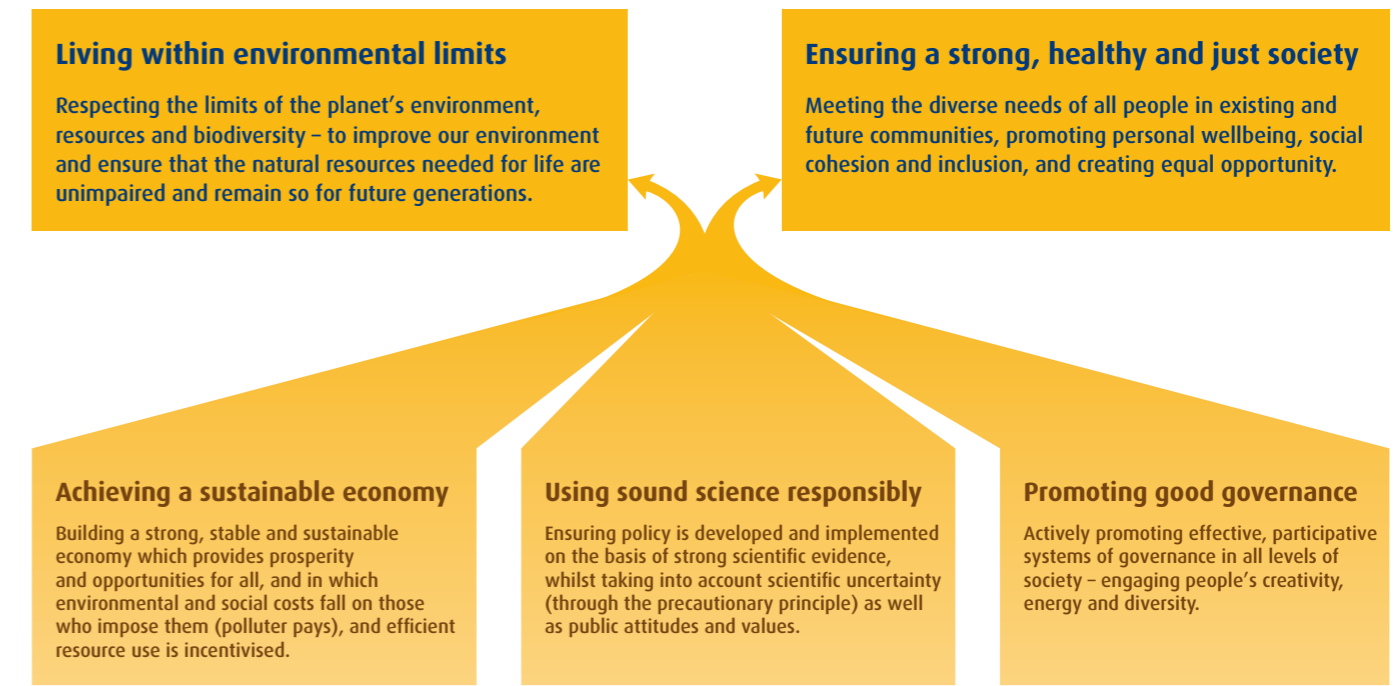 Living within environmental limits
Respecting the limits of the planet’s environment,
resources and biodiversity – to improve our environment
and ensure that the natural resources needed for life are
unimpaired and remain so for future generations.
Ensuring a strong, healthy and just society
Meeting the diverse needs of all people in existing and
future communities, promoting personal wellbeing, social
cohesion and inclusion, and creating equal opportunity.
Achieving a sustainable economy
Building a strong, stable and sustainable
economy which provides prosperity
and opportunities for all, and in which
environmental and social costs fall on those
who impose them (polluter pays), and efficient
resource use is incentivised.
Using sound science responsibly
Ensuring policy is developed and implemented
on the basis of strong scientific evidence,
whilst taking into account scientific uncertainty
(through the precautionary principle) as well
as public attitudes and values.
Promoting good governance
Actively promoting effective, participative
systems of governance in all levels of
society – engaging people’s creativity,
energy and diversity.